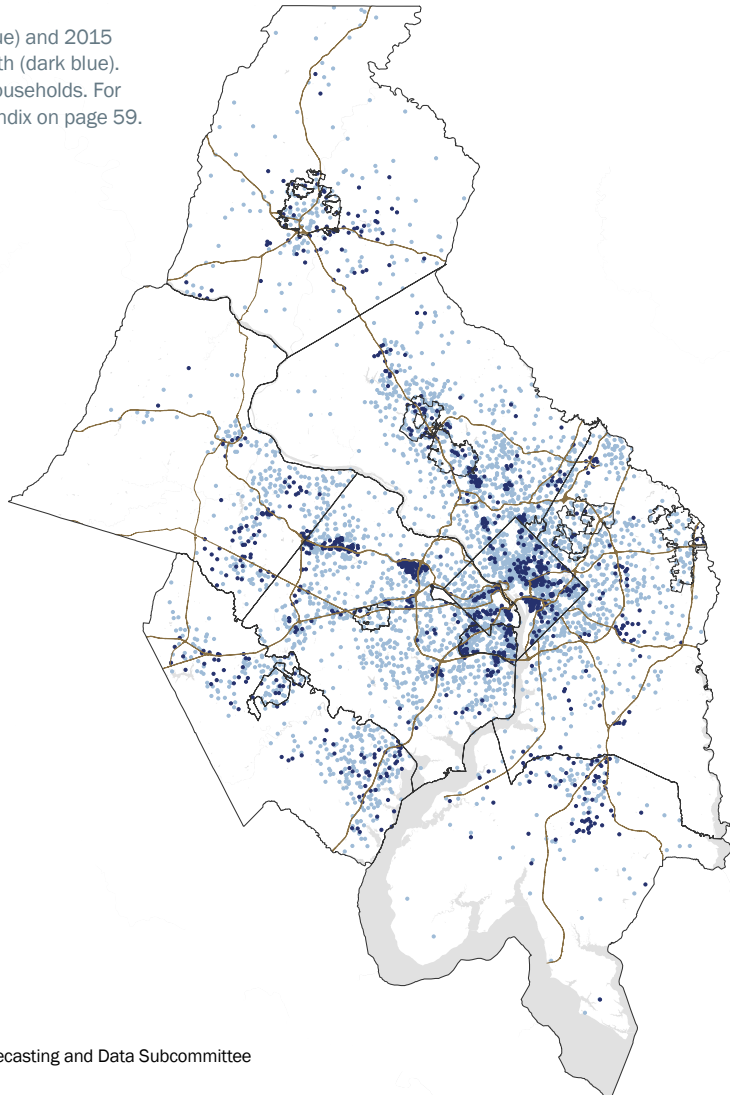 ue) and 2015
th (dark blue).
ouseholds. For
ndix on page 59.
ecasting and Data Subcommittee